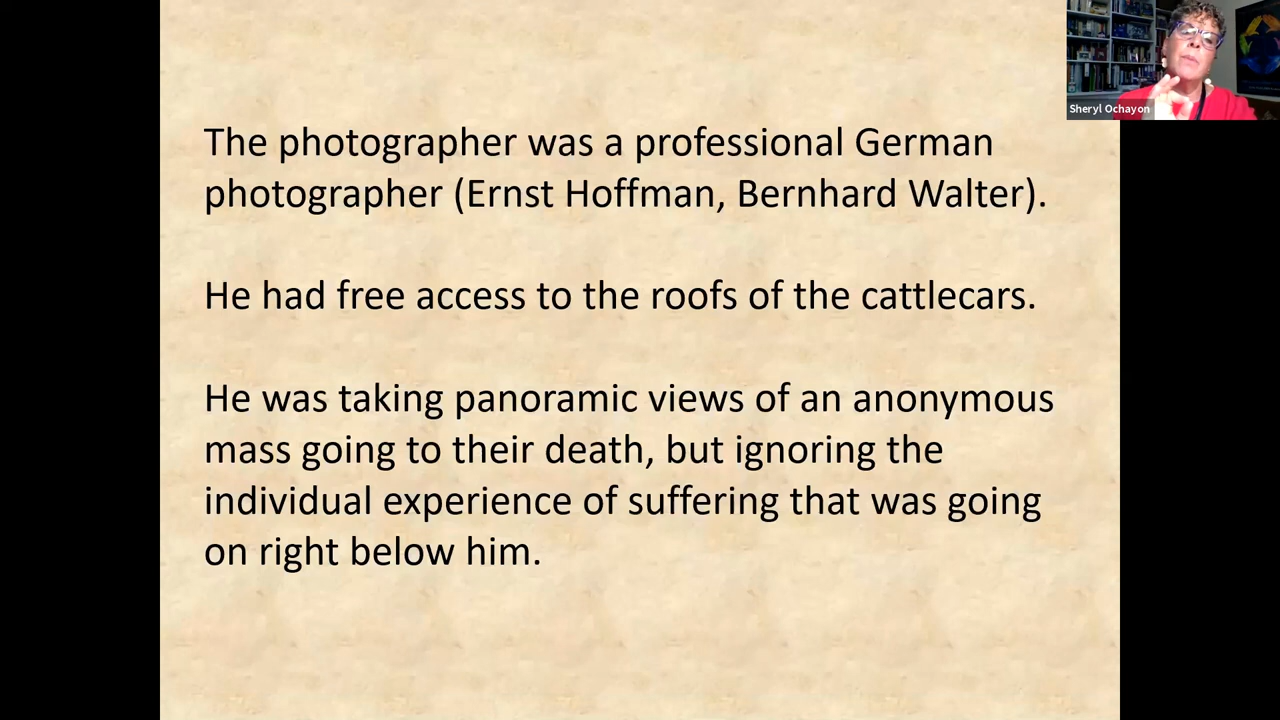 The photographer was a professional German
photographer (Ernst Hoffman, Bernhard Walter).
He had free access to the roofs of the cattlecars.
He was taking panoramic views of an anonymous
mass going to their death, but ignoring the
individual experience of suffering that was going
on right below him.
Sheryl Ochayon